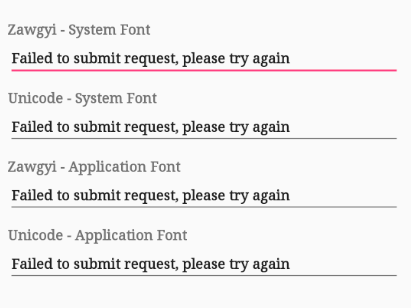 Zawgyi - System Font
Failed to submit request, please try again
Unicode - System Font
Failed to submit request, please try again
Zawgyi - Application Font
Failed to submit request, please try again
Unicode - Application Font
Failed to submit request, please try again